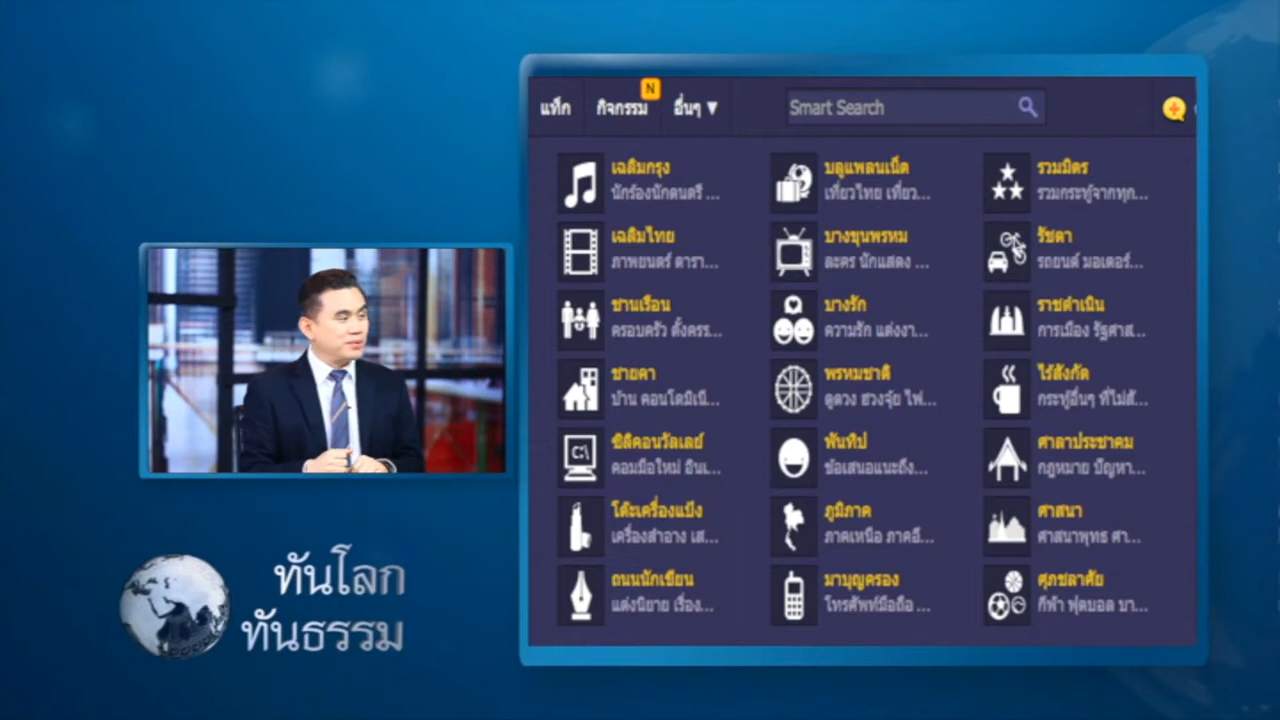 แท็ก กิจกรรม N อื่นๆ ▼ Smart Search
เฉลิมกรุง
นักร้องนักดนตรี ...
บลูแพลนเน็ต
เที่ยวไทย เที่ยว...
รวมมิตร
รวมกระทู้จากทุก...
เฉลิมไทย
ภาพยนตร์ ดารา...
บางขุนพรหม
ละคร นักแสดง ...
รัชดา
รถยนต์ มอเตอร์...
ชานเรือน
ครอบครัว ตั้งครร...
บางรัก
ความรัก แต่งงา...
ราชดำเนิน
การเมือง รัฐศาส...
ชายคา
บ้าน คอนโดมิเนี...
พรหมชาติ
ดูดวง ฮวงจุ้ย ไพ่...
ไร้สังกัด
กระทู้อื่นๆ ที่ไม่สั...
ซิลิคอนวัลเลย์
C:\
คอมมือใหม่ อิน...
พันทิป
ข้อเสนอแนะถึง...
ศาลาประชาคม
กฎหมาย ปัญหา...
โต๊ะเครื่องแป้ง
เครื่องสำอาง เส...
ภูมิภาค
ภาคเหนือ ภาคอี...
ศาสนา
ศาสนาพุทธ ศา...
ถนนนักเขียน
แต่งนิยาย เรื่อง...
มาบุญครอง
โทรศัพท์มือถือ ...
ศุภชลาศัย
กีฬา ฟุตบอล บา...
ทันโลก
ทันธรรม